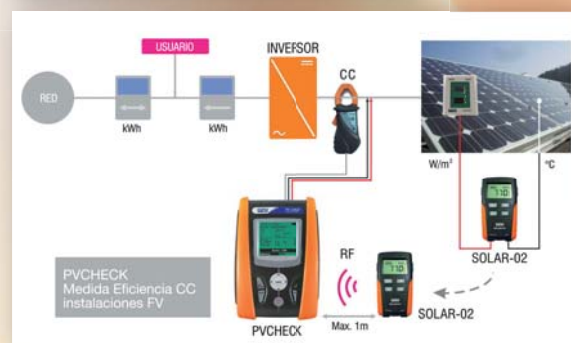 USUARIO
INVEFSOR
CC
RED
kWh
kWh
W/m²
°C
SOLAR-02
RF
PVCHECK
Medida Eficiencia CC
instalaciones FV
PVCHECK
Max. 1m
SOLAR-02